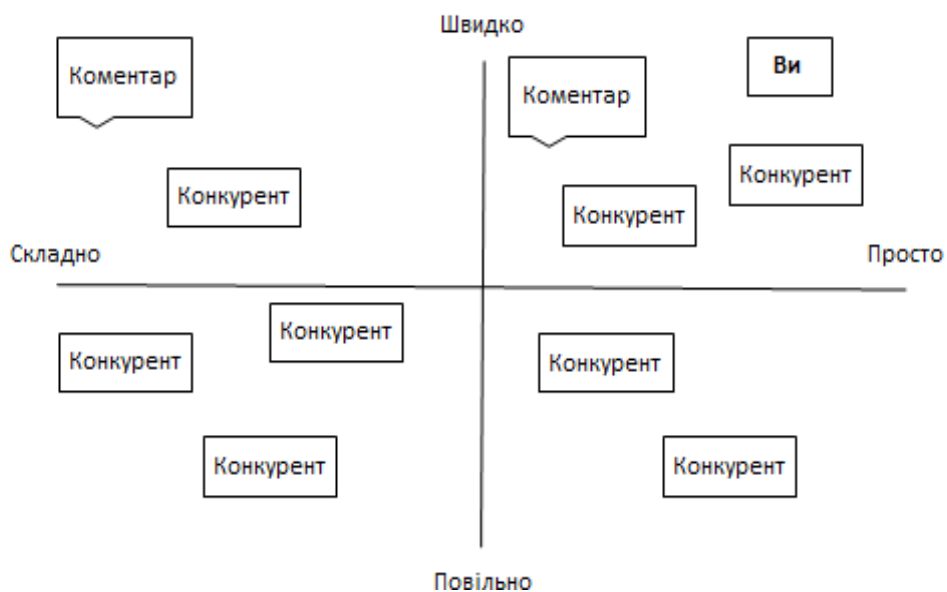 Швидко
Ви
Коментар
Коментар
Конкурент
Конкурент
Конкурент
Складно
Просто
Конкурент
Конкурент
Конкурент
Конкурент
Конкурент
Повільно